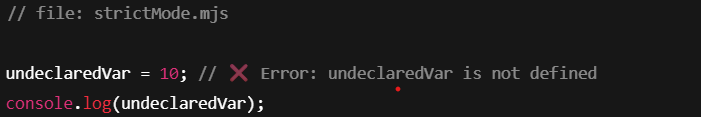 // file: strictMode.mjs
undeclaredVar = 10; // ❌ Error: undeclaredVar is not defined
console.log(undeclaredVar);